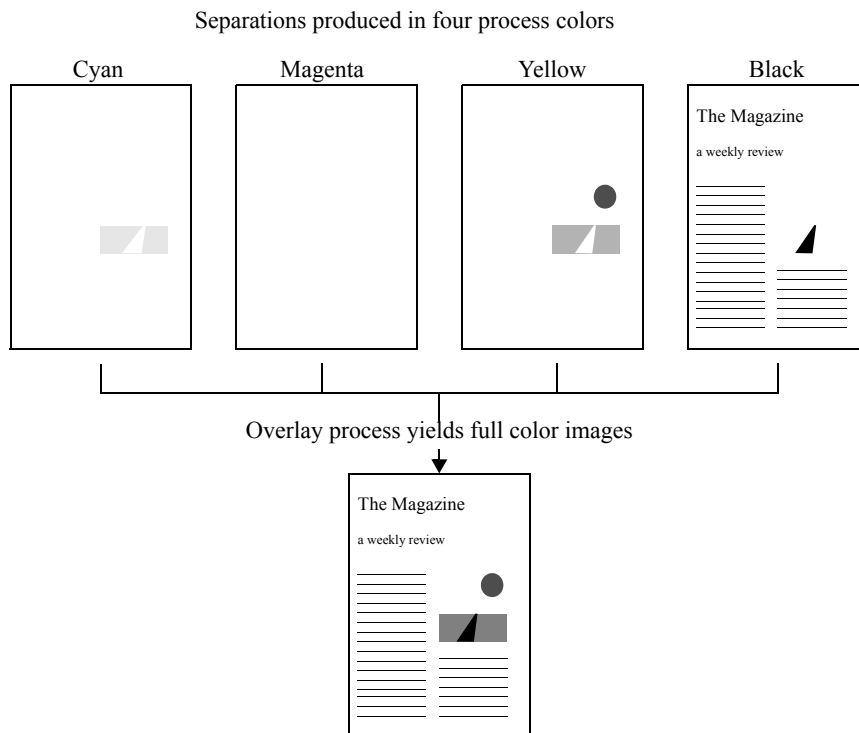 Separations produced in four process colors
Cyan
Magenta
Yellow
Black
The Magazine
a weekly review
Overlay process yields full color images
The Magazine
a weekly review